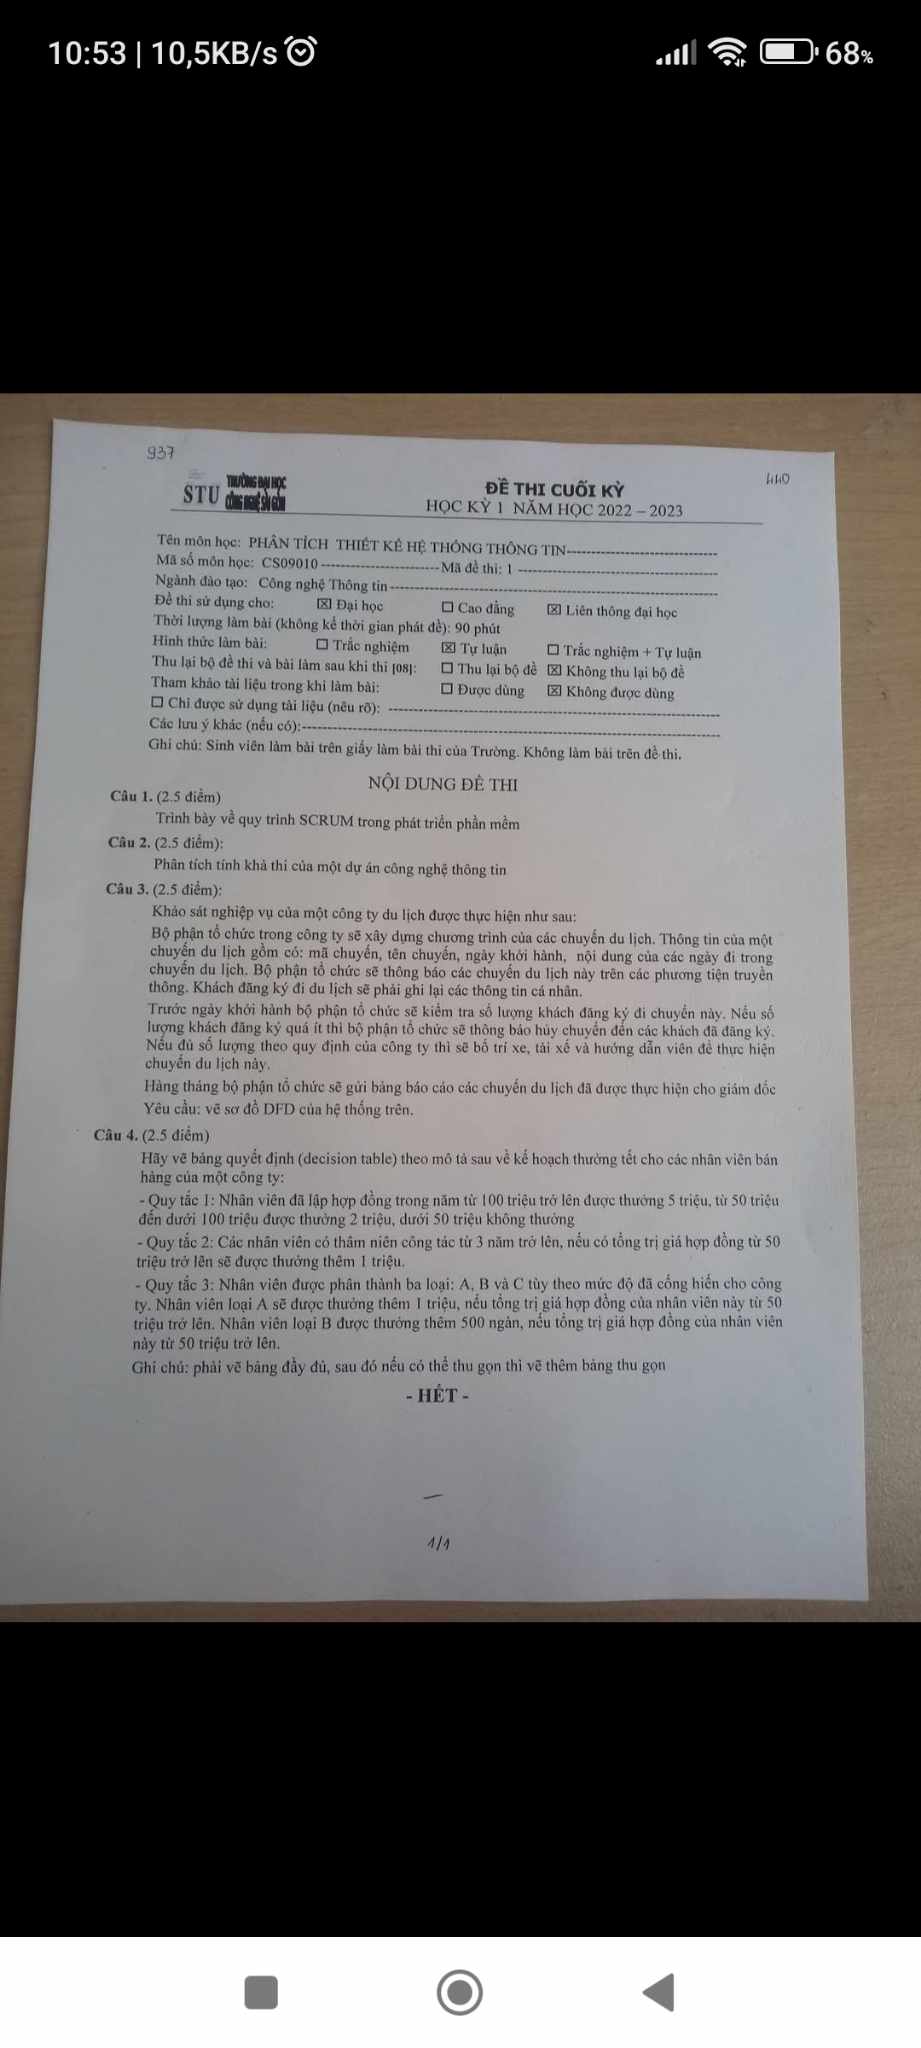 10:53 | 10,5KB/s
68%
937
440
STU TRƯỜNG ĐẠI HỌC
CÔNG NGHỆ SÀI GÒN
ĐỀ THI CUỐI KỲ
HỌC KỲ 1 NĂM HỌC 2022 – 2023
Tên môn học: PHÂN TÍCH THIẾT KẾ HỆ THỐNG THÔNG TIN
Mã số môn học: CS09010 Mã đề thi: 1
Ngành đào tạo: Công nghệ Thông tin
Đề thi sử dụng cho: ☒ Đại học ☐ Cao đẳng ☒ Liên thông đại học
Thời lượng làm bài (không kể thời gian phát đề): 90 phút
Hình thức làm bài: ☐ Trắc nghiệm ☒ Tự luận ☐ Trắc nghiệm + Tự luận
Thu lại bộ đề thi và bài làm sau khi thi [08]: ☐ Thu lại bộ đề ☒ Không thu lại bộ đề
Tham khảo tài liệu trong khi làm bài: ☐ Được dùng ☒ Không được dùng
☐ Chỉ được sử dụng tài liệu (nêu rõ):
Các lưu ý khác (nếu có):
Ghi chú: Sinh viên làm bài trên giấy làm bài thi của Trường. Không làm bài trên đề thi.
NỘI DUNG ĐỀ THI
Câu 1. (2.5 điểm)
Trình bày về quy trình SCRUM trong phát triển phần mềm
Câu 2. (2.5 điểm):
Phân tích tính khả thi của một dự án công nghệ thông tin
Câu 3. (2.5 điểm):
Khảo sát nghiệp vụ của một công ty du lịch được thực hiện như sau:
Bộ phận tổ chức trong công ty sẽ xây dựng chương trình của các chuyến du lịch. Thông tin của một
chuyến du lịch gồm có: mã chuyến, tên chuyến, ngày khởi hành, nội dung của các ngày đi trong
chuyến du lịch. Bộ phận tổ chức sẽ thông báo các chuyến du lịch này trên các phương tiện truyền
thông. Khách đăng ký đi du lịch sẽ phải ghi lại các thông tin cá nhân.
Trước ngày khởi hành bộ phận tổ chức sẽ kiểm tra số lượng khách đăng ký đi chuyến này. Nếu số
lượng khách đăng ký quá ít thì bộ phận tổ chức sẽ thông báo hủy chuyến đến các khách đã đăng ký.
Nếu đủ số lượng theo quy định của công ty thì sẽ bố trí xe, tài xế và hướng dẫn viên để thực hiện
chuyến du lịch này.
Hàng tháng bộ phận tổ chức sẽ gửi bảng báo cáo các chuyến du lịch đã được thực hiện cho giám đốc
Yêu cầu: vẽ sơ đồ DFD của hệ thống trên.
Câu 4. (2.5 điểm)
Hãy vẽ bảng quyết định (decision table) theo mô tả sau về kế hoạch thưởng tết cho các nhân viên bán
hàng của một công ty:
- Quy tắc 1: Nhân viên đã lập hợp đồng trong năm từ 100 triệu trở lên được thưởng 5 triệu, từ 50 triệu
đến dưới 100 triệu được thưởng 2 triệu, dưới 50 triệu không thưởng
- Quy tắc 2: Các nhân viên có thâm niên công tác từ 3 năm trở lên, nếu có tổng trị giá hợp đồng từ 50
triệu trở lên sẽ được thưởng thêm 1 triệu.
- Quy tắc 3: Nhân viên được phân thành ba loại: A, B và C tùy theo mức độ đã cống hiến cho công
ty. Nhân viên loại A sẽ được thưởng thêm 1 triệu, nếu tổng trị giá hợp đồng của nhân viên này từ 50
triệu trở lên. Nhân viên loại B được thưởng thêm 500 ngàn, nếu tổng trị giá hợp đồng của nhân viên
này từ 50 triệu trở lên.
Ghi chú: phải vẽ bảng đầy đủ, sau đó nếu có thể thu gọn thì vẽ thêm bảng thu gọn
- HẾT -
1/1